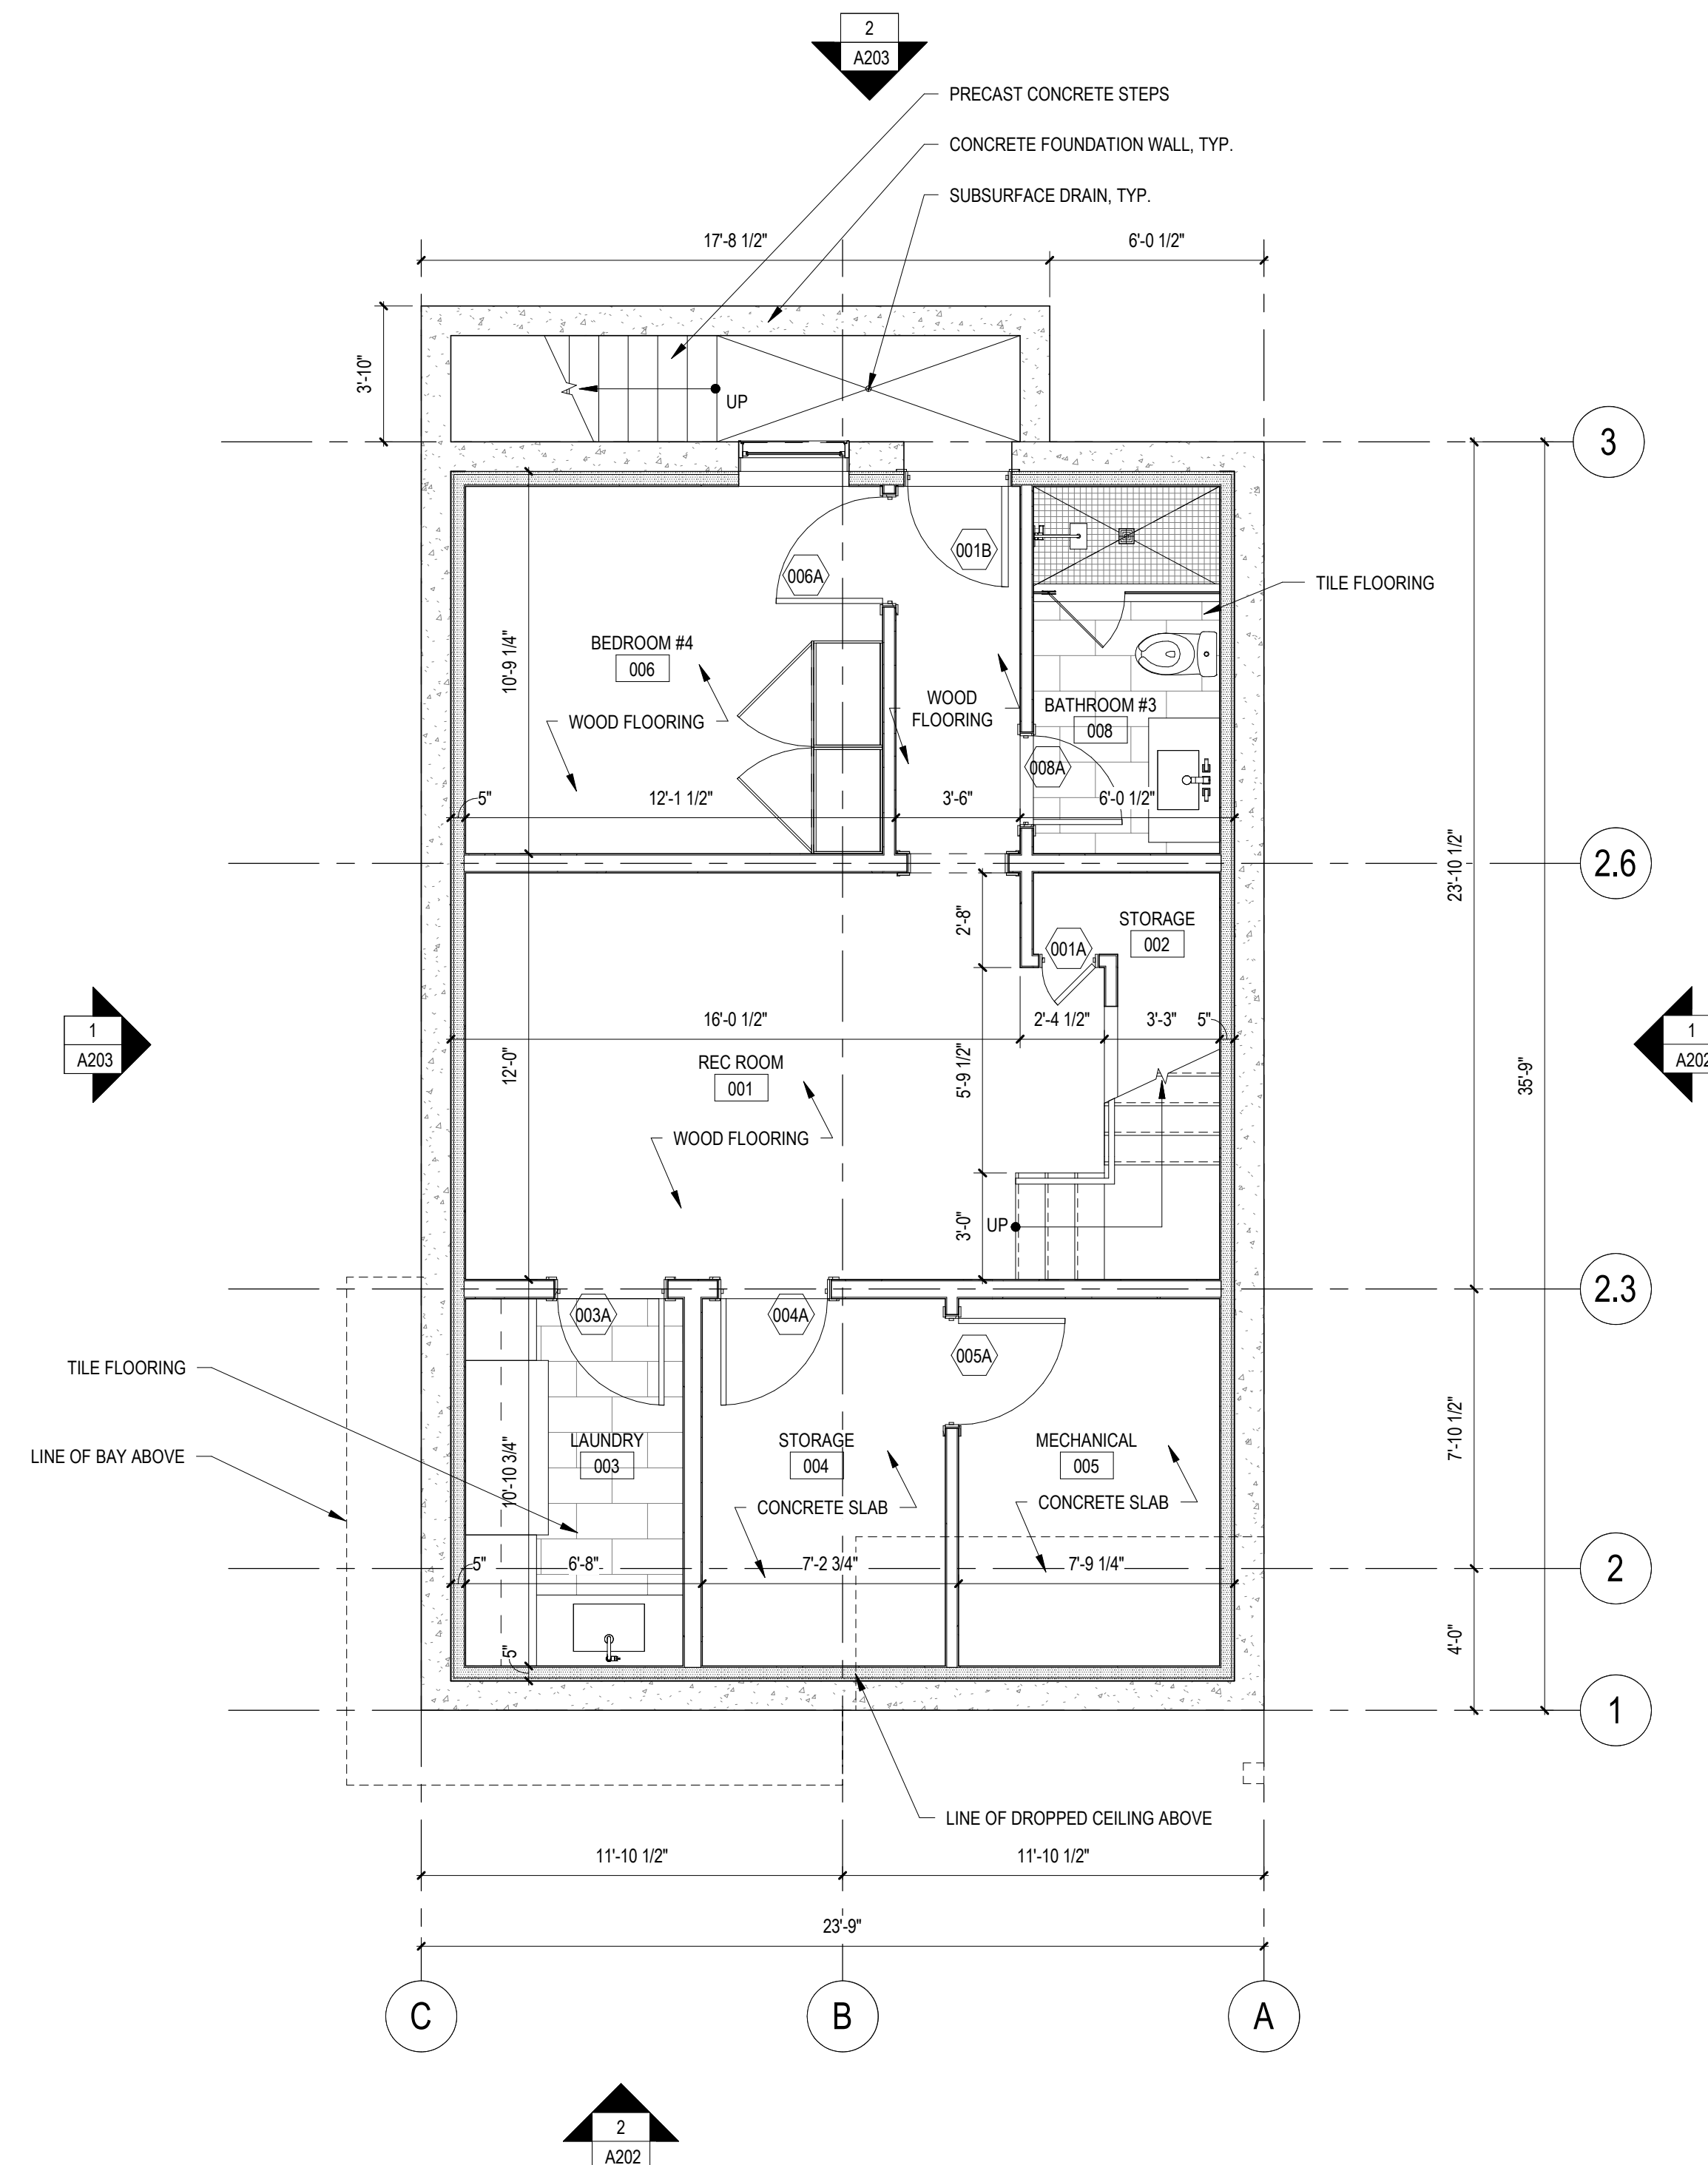 2
A203
PRECAST CONCRETE STEPS
CONCRETE FOUNDATION WALL, TYP.
SUBSURFACE DRAIN, TYP.
17'-8 1/2"
6'-0 1/2"
3'-10"
UP
3
001B
006A
TILE FLOORING
BEDROOM #4
006
10'-9 1/4"
WOOD FLOORING
WOOD
FLOORING
BATHROOM #3
008
008A
5"
12'-1 1/2"
3'-6"
6'-0 1/2"
23'-10 1/2"
2.6
2'-8"
STORAGE
002
001A
1
A203
16'-0 1/2"
2'-4 1/2"
3'-3"
5"
1
A202
12'-0"
REC ROOM
001
5'-9 1/2"
35'-9"
WOOD FLOORING
3'-0"
UP
2.3
003A
004A
005A
TILE FLOORING
LINE OF BAY ABOVE
LAUNDRY
003
10'-10 3/4"
STORAGE
004
CONCRETE SLAB
MECHANICAL
005
CONCRETE SLAB
7'-10 1/2"
5"
6'-8"
7'-2 3/4"
7'-9 1/4"
2
5"
4'-0"
1
LINE OF DROPPED CEILING ABOVE
11'-10 1/2"
11'-10 1/2"
23'-9"
C
B
A
2
A202